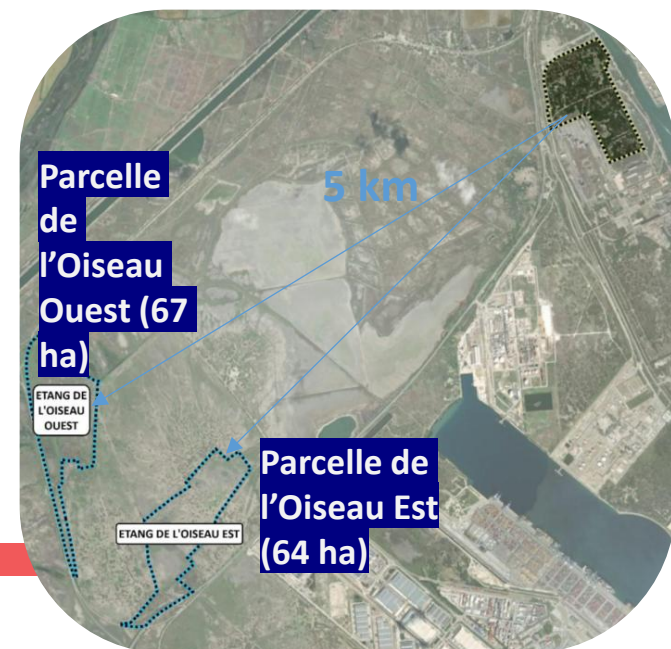 Parcelle
de
l’Oiseau
Ouest (67
ha)
5 km
ETANG DE
L'OISEAU
OUEST
Parcelle de
l’Oiseau Est
(64 ha)
ETANG DE L'OISEAU EST